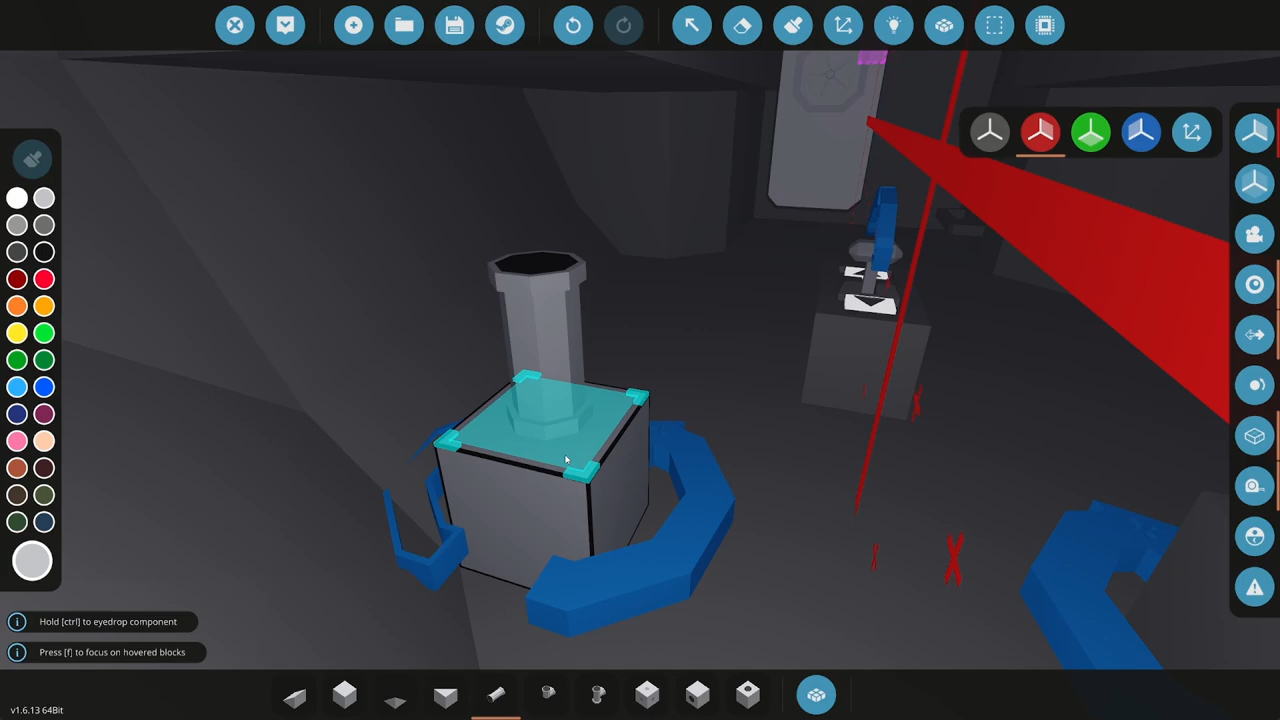 Hold [ctrl] to eyedrop component
Press [f] to focus on hovered blocks
v1.6.13 64Bit